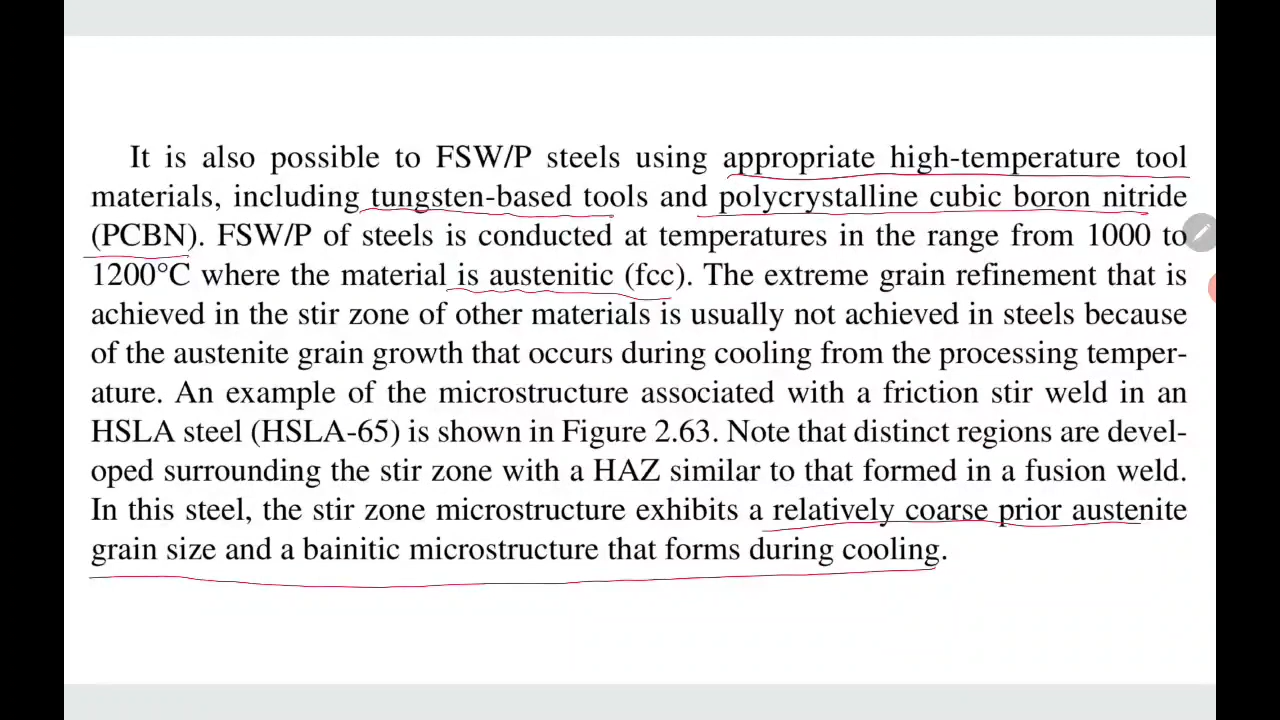 It is also possible to FSW/P steels using appropriate high-temperature tool
materials, including tungsten-based tools and polycrystalline cubic boron nitride
(PCBN). FSW/P of steels is conducted at temperatures in the range from 1000 to
1200°C where the material is austenitic (fcc). The extreme grain refinement that is
achieved in the stir zone of other materials is usually not achieved in steels because
of the austenite grain growth that occurs during cooling from the processing temper-
ature. An example of the microstructure associated with a friction stir weld in an
HSLA steel (HSLA-65) is shown in Figure 2.63. Note that distinct regions are devel-
oped surrounding the stir zone with a HAZ similar to that formed in a fusion weld.
In this steel, the stir zone microstructure exhibits a relatively coarse prior austenite
grain size and a bainitic microstructure that forms during cooling.